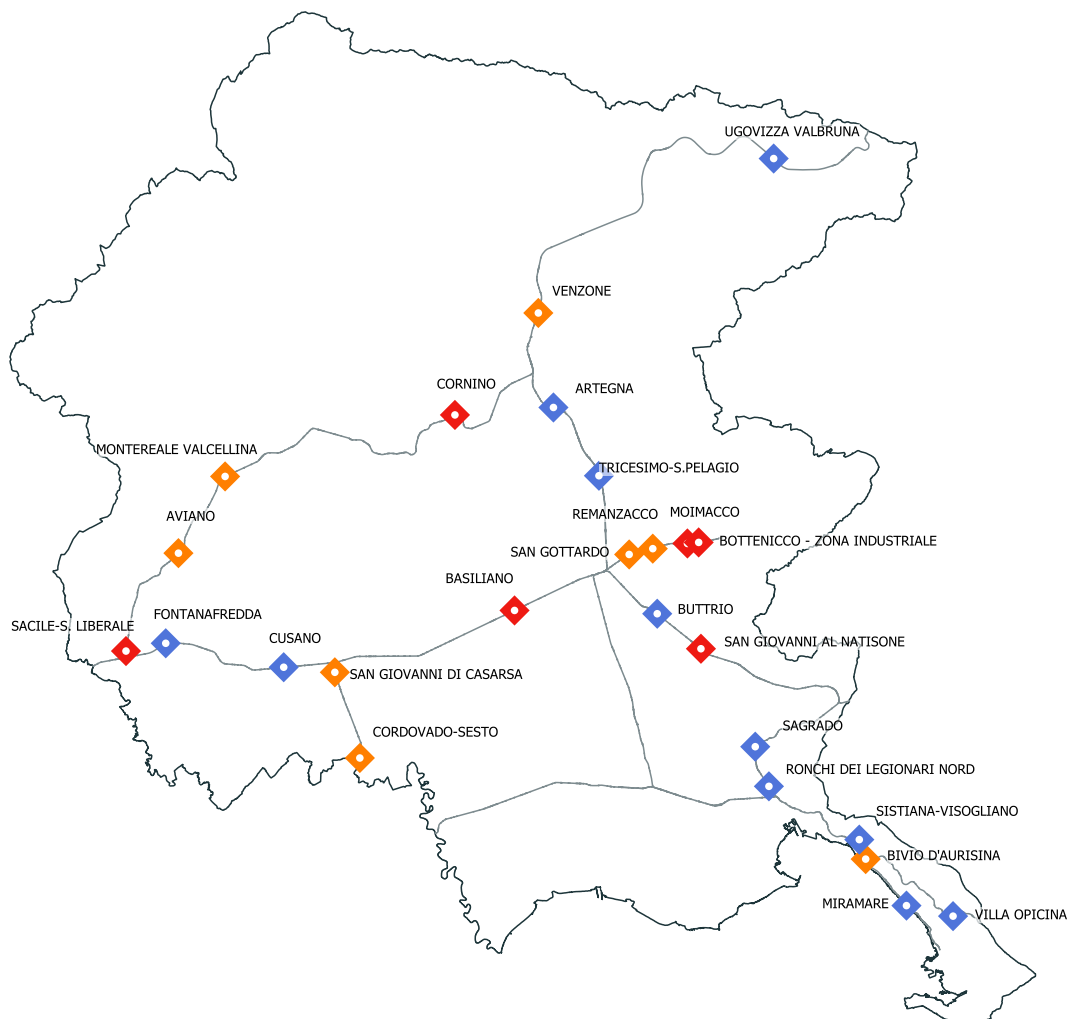 UGOVIZZA VALBRUNA
VENZONE
CORNINO
ARTEGNA
MONTEREALE VALCELLINA
TRICESIMO-S.PELAGIO
AVIANO
REMANZACCO
MOIMACCO
SAN GOTTARDO
BOTTENICCO - ZONA INDUSTRIALE
BASILIANO
SACILE-S. LIBERALE
FONTANAFREDDA
BUTTRIO
CUSANO
SAN GIOVANNI AL NATISONE
SAN GIOVANNI DI CASARSA
CORDOVADO-SESTO
SAGRADO
RONCHI DEI LEGIONARI NORD
SISTIANA-VISOGLIANO
BIVIO D'AURISINA
MIRAMARE
VILLA OPICINA